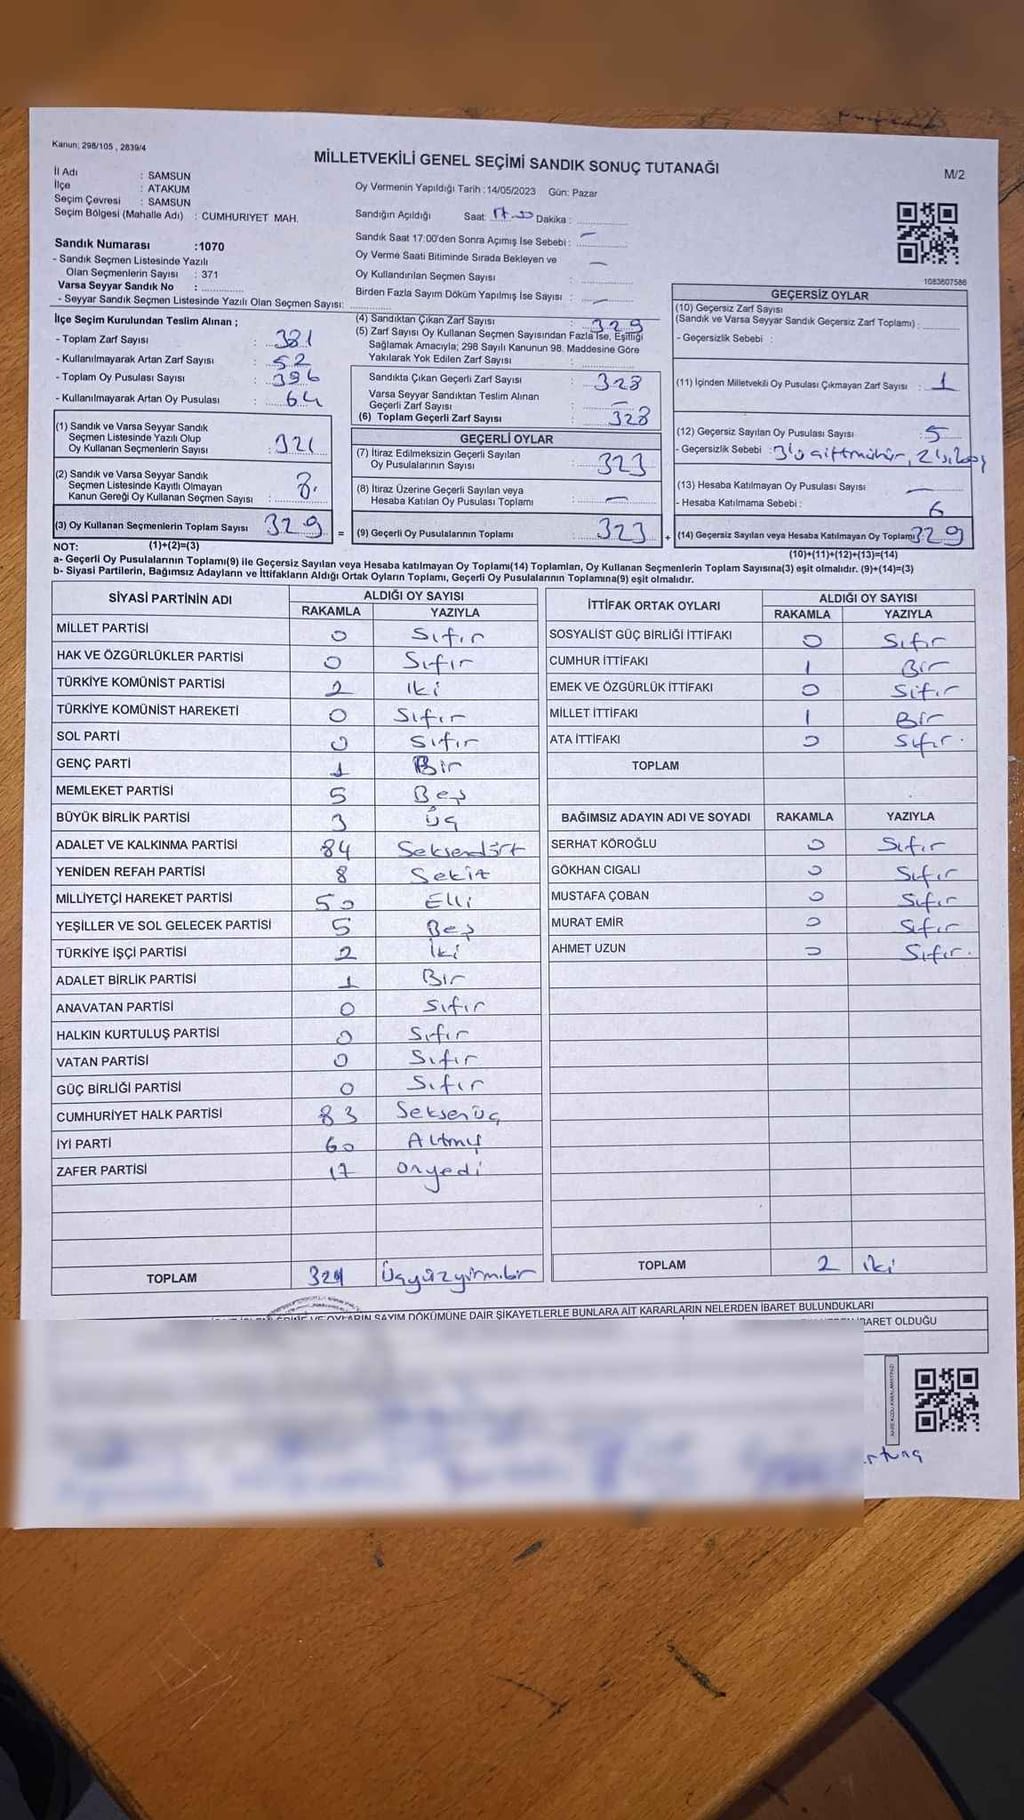 Kanun, 298/105 , 2839/4
MİLLETVEKİLİ GENEL SEÇİMİ SANDIK SONUÇ TUTANAĞI
M/2
İl Adı : SAMSUN
İlçe : ATAKUM
Seçim Çevresi : SAMSUN
Seçim Bölgesi (Mahalle Adı) : CUMHURIYET MAH.
Oy Vermenin Yapıldığı Tarih :14/05/2023 Gün: Pazar
Sandığın Açıldığı Saat: 17.00 Dakika :
Sandık Saat 17:00'den Sonra Açımış İse Sebebi : —
Oy Verme Saati Bitiminde Sırada Bekleyen ve
Oy Kullandırılan Seçmen Sayısı : —
Birden Fazla Sayım Döküm Yapılmış İse Sayısı : —
Sandık Numarası :1070
- Sandık Seçmen Listesinde Yazılı
Olan Seçmenlerin Sayısı : 371
Varsa Seyyar Sandık No :
- Seyyar Sandık Seçmen Listesinde Yazılı Olan Seçmen Sayısı:
1083607586
İlçe Seçim Kurulundan Teslim Alınan ;
- Toplam Zarf Sayısı : 381
- Kullanılmayarak Artan Zarf Sayısı : 52
- Toplam Oy Pusulası Sayısı : 396
- Kullanılmayarak Artan Oy Pusulası : 64
(1) Sandık ve Varsa Seyyar Sandık
Seçmen Listesinde Yazılı Olup
Oy Kullanan Seçmenlerin Sayısı : 321
(2) Sandık ve Varsa Seyyar Sandık
Seçmen Listesinde Kayıtlı Olmayan
Kanun Gereği Oy Kullanan Seçmen Sayısı : 8.
(3) Oy Kullanan Seçmenlerin Toplam Sayısı 329 =
(1)+(2)=(3)
(4) Sandıktan Çıkan Zarf Sayısı : 329
(5) Zarf Sayısı Oy Kullanan Seçmen Sayısından Fazla İse, Eşitliği
Sağlamak Amacıyla; 298 Sayılı Kanunun 98. Maddesine Göre
Yakılarak Yok Edilen Zarf Sayısı :
Sandıkta Çıkan Geçerli Zarf Sayısı : 328
Varsa Seyyar Sandıktan Teslim Alınan
Geçerli Zarf Sayısı : —
(6) Toplam Geçerli Zarf Sayısı : 328
GEÇERLİ OYLAR
(7) İtiraz Edilmeksizin Geçerli Sayılan
Oy Pusulalarının Sayısı : 323
(8) İtiraz Üzerine Geçerli Sayılan veya
Hesaba Katılan Oy Pusulası Toplamı : —
(9) Geçerli Oy Pusulalarının Toplamı : 323 +
GEÇERSİZ OYLAR
(10) Geçersiz Zarf Sayısı
(Sandık ve Varsa Seyyar Sandık Geçersiz Zarf Toplamı) :
- Geçersizlik Sebebi :
(11) İçinden Milletvekili Oy Pusulası Çıkmayan Zarf Sayısı : 1
(12) Geçersiz Sayılan Oy Pusulası Sayısı : 5
- Geçersizlik Sebebi : 3'ü çiftmühür,
(13) Hesaba Katılmayan Oy Pusulası Sayısı : —
- Hesaba Katılmama Sebebi : 6
(14) Geçersiz Sayılan veya Hesaba Katılmayan Oy Toplamı 329
(10)+(11)+(12)+(13)=(14)
NOT:
a- Geçerli Oy Pusulalarının Toplamı(9) ile Geçersiz Sayılan veya Hesaba katılmayan Oy Toplamı(14) Toplamları, Oy Kullanan Seçmenlerin Toplam Sayısına(3) eşit olmalıdır. (9)+(14)=(3)
b- Siyasi Partilerin, Bağımsız Adayların ve İttifakların Aldığı Ortak Oyların Toplamı, Geçerli Oy Pusulalarının Toplamına(9) eşit olmalıdır.
SİYASİ PARTİNİN ADI ALDIĞI OY SAYISI
RAKAMLA YAZIYLA
MİLLET PARTİSİ 0 Sıfır
HAK VE ÖZGÜRLÜKLER PARTİSİ 0 Sıfır
TÜRKİYE KOMÜNİST PARTİSİ 2 İki
TÜRKİYE KOMÜNİST HAREKETİ 0 Sıfır
SOL PARTİ 0 Sıfır
GENÇ PARTİ 1 Bir
MEMLEKET PARTİSİ 5 Beş
BÜYÜK BİRLİK PARTİSİ 3 Üç
ADALET VE KALKINMA PARTİSİ 84 Seksendört
YENİDEN REFAH PARTİSİ 8 Sekiz
MİLLİYETÇİ HAREKET PARTİSİ 50 Elli
YEŞİLLER VE SOL GELECEK PARTİSİ 5 Beş
TÜRKİYE İŞÇİ PARTİSİ 2 İki
ADALET BİRLİK PARTİSİ 1 Bir
ANAVATAN PARTİSİ 0 Sıfır
HALKIN KURTULUŞ PARTİSİ 0 Sıfır
VATAN PARTİSİ 0 Sıfır
GÜÇ BİRLİĞİ PARTİSİ 0 Sıfır
CUMHURİYET HALK PARTİSİ 83 Seksenüç
İYİ PARTİ 60 Altmış
ZAFER PARTİSİ 17 Onyedi
TOPLAM 321 Üçyüzyirmibir
İTTİFAK ORTAK OYLARI ALDIĞI OY SAYISI
RAKAMLA YAZIYLA
SOSYALİST GÜÇ BİRLİĞİ İTTİFAKI 0 Sıfır
CUMHUR İTTİFAKI 1 Bir
EMEK VE ÖZGÜRLÜK İTTİFAKI 0 Sıfır
MİLLET İTTİFAKI 1 Bir
ATA İTTİFAKI 0 Sıfır.
TOPLAM
BAĞIMSIZ ADAYIN ADI VE SOYADI RAKAMLA YAZIYLA
SERHAT KÖROĞLU 0 Sıfır
GÖKHAN CIGALI 0 Sıfır
MUSTAFA ÇOBAN 0 Sıfır
MURAT EMİR 0 Sıfır
AHMET UZUN 0 Sıfır.
TOPLAM 2 iki
OYLARIN SAYIM DÖKÜMÜNE DAİR ŞİKAYETLERLE BUNLARA AİT KARARLARIN NELERDEN İBARET BULUNDUKLARI
İBARET OLDUĞU